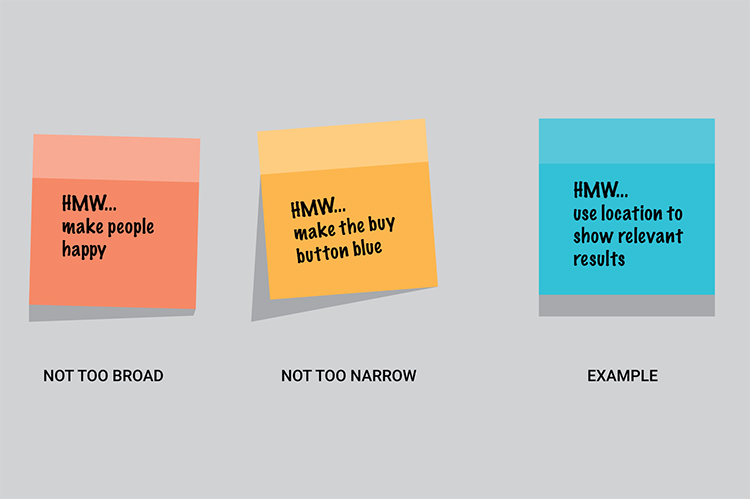 HMW...
make people
happy
HMW...
make the buy
button blue
HMW...
use location to
show relevant
results
NOT TOO BROAD
NOT TOO NARROW
EXAMPLE